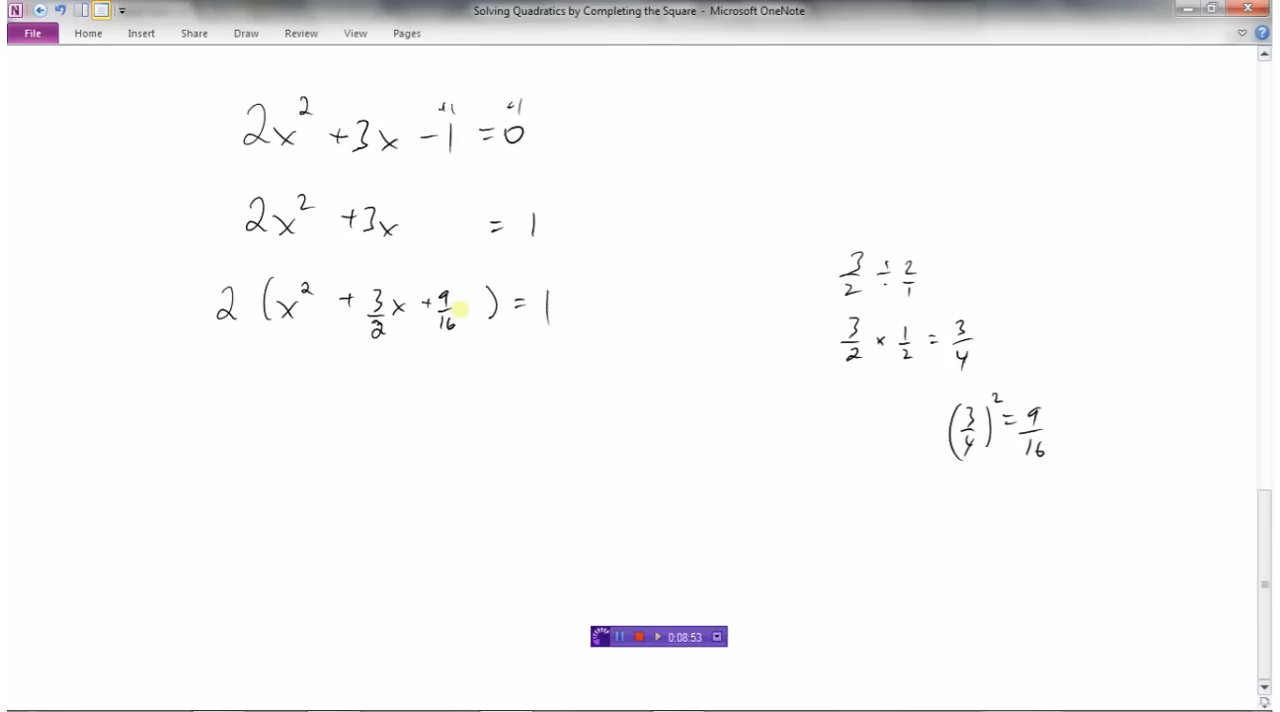 Solving Quadratics by Completing the Square - Microsoft OneNote
File Home Insert Share Draw Review View Pages
+1 +1
2x² + 3x - 1 = 0
2x² + 3x = 1
2 ( x² + 3/2 x + 9/16 ) = 1
3/2 ÷ 2/1
3/2 × 1/2 = 3/4
(3/4)² = 9/16
0:08:53